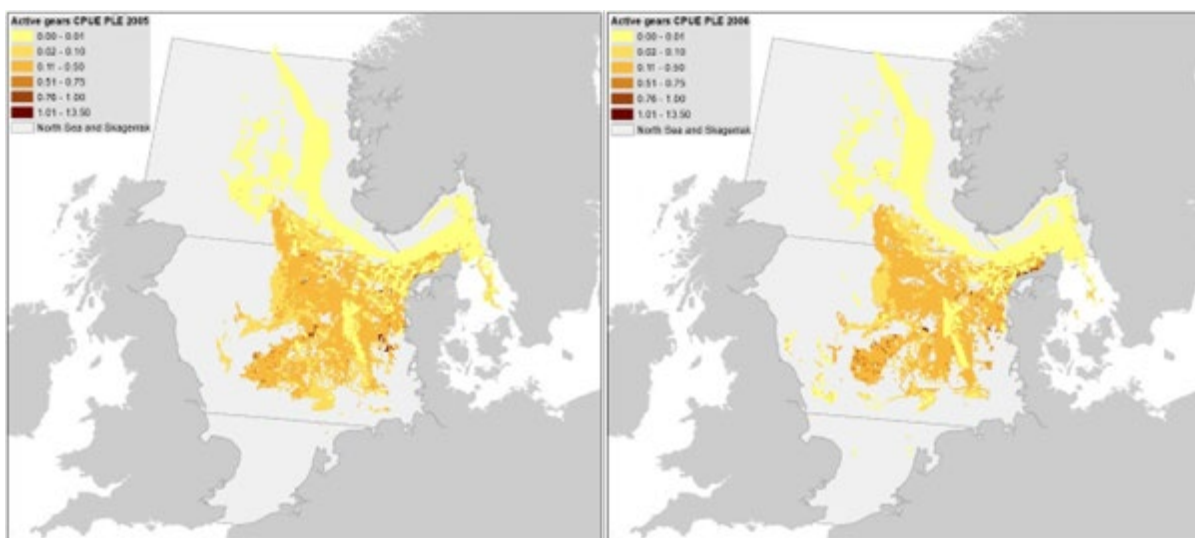 Active gears CPUE PLE 2005
0.00 - 0.01
0.02 - 0.10
0.11 - 0.50
0.51 - 0.75
0.76 - 1.00
1.01 - 13.50
North Sea and Skagerrak
Active gears CPUE PLE 2006
0.00 - 0.01
0.02 - 0.10
0.11 - 0.50
0.51 - 0.75
0.76 - 1.00
1.01 - 13.50
North Sea and Skagerrak